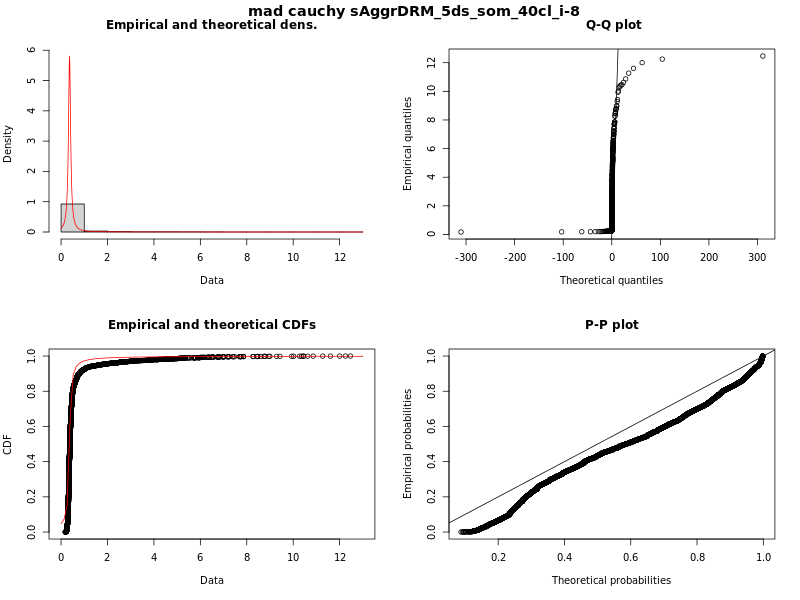 mad cauchy sAggrDRM_5ds_som_40cl_i-8
Empirical and theoretical dens.
Density
0 1 2 3 4 5 6
0 2 4 6 8 10 12
Data
Q-Q plot
Empirical quantiles
0 2 4 6 8 10 12
-300 -200 -100 0 100 200 300
Theoretical quantiles
Empirical and theoretical CDFs
CDF
0.0 0.2 0.4 0.6 0.8 1.0
0 2 4 6 8 10 12
Data
P-P plot
Empirical probabilities
0.0 0.2 0.4 0.6 0.8 1.0
0.2 0.4 0.6 0.8 1.0
Theoretical probabilities